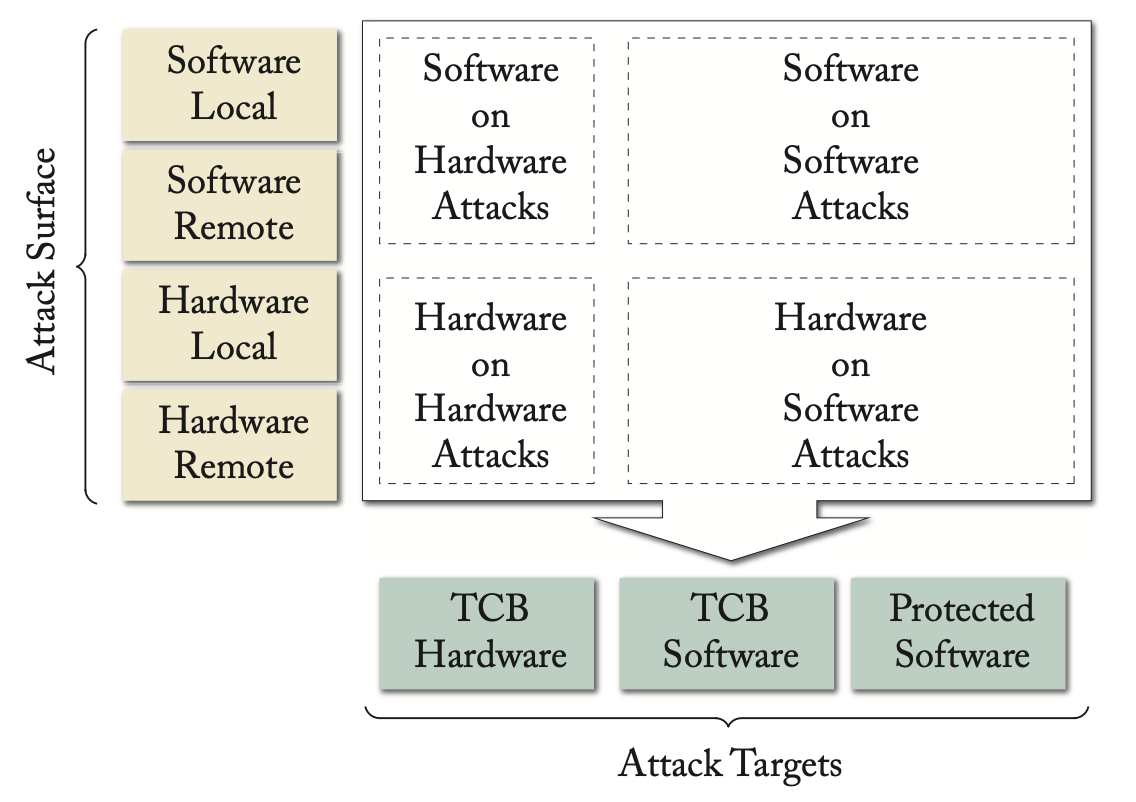 Attack Surface
Software
Local
Software
Remote
Hardware
Local
Hardware
Remote
Software
on
Hardware
Attacks
Software
on
Software
Attacks
Hardware
on
Hardware
Attacks
Hardware
on
Software
Attacks
TCB
Hardware
TCB
Software
Protected
Software
Attack Targets